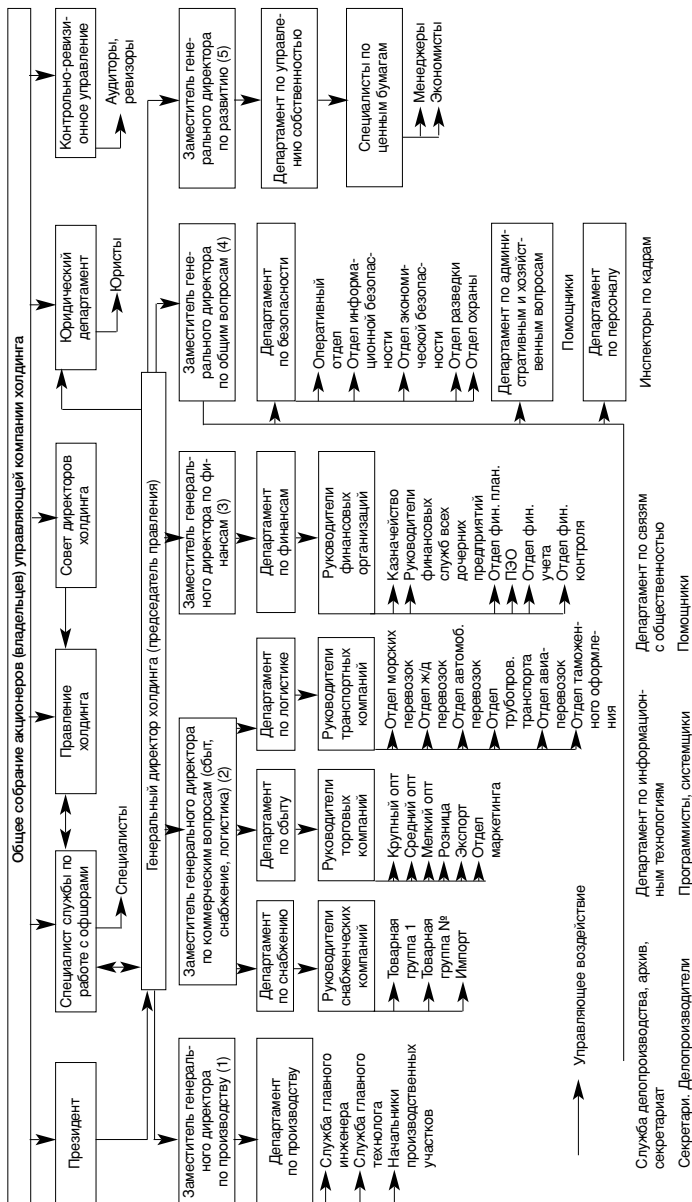 Общее собрание акционеров (владельцев) управляющей компании холдинга
Президент
Специалист службы по
работе с офшорами
Специалисты
Правление
холдинга
Совет директоров
холдинга
Юридический
департамент
Юристы
Контрольно-ревизи-
онное управление
Аудиторы,
ревизоры
Генеральный директор холдинга (председатель правления)
Заместитель генераль-
ного директора
по производству (1)
Департамент
по производству
Служба главного
инженера
Служба главного
технолога
Начальники
производственных
участков
Заместитель генерального директора
по коммерческим вопросам (сбыт,
снабжение, логистика) (2)
Департамент
по снабжению
Руководители
снабженческих
компаний
Товарная
группа 1
Товарная
группа №
Импорт
Департамент
по сбыту
Руководители
торговых
компаний
Крупный опт
Средний опт
Мелкий опт
Розница
Экспорт
Отдел
маркетинга
Департамент
по логистике
Руководители
транспортных
компаний
Отдел морских
перевозок
Отдел ж/д
перевозок
Отдел автомоб.
перевозок
Отдел
трубопров.
транспорта
Отдел авиа-
перевозок
Отдел таможен-
ного оформле-
ния
Заместитель генераль-
ного директора по фи-
нансам (3)
Департамент
по финансам
Руководители
финансовых
организаций
Казначейство
Руководители
финансовых
служб всех
дочерних
предприятий
Отдел фин. план.
ПЭО
Отдел фин.
учета
Отдел фин.
контроля
Заместитель гене-
рального директора
по общим вопросам (4)
Департамент
по безопасности
Оперативный
отдел
Отдел информа-
ционной безопас-
ности
Отдел экономи-
ческой безопас-
ности
Отдел разведки
Отдел охраны
Департамент по админи-
стративным и хозяйст-
венным вопросам
Помощники
Департамент
по персоналу
Инспекторы по кадрам
Заместитель гене-
рального директора
по развитию (5)
Департамент по управле-
нию собственностью
Специалисты по
ценным бумагам
Менеджеры
Экономисты
Управляющее воздействие
Служба делопроизводства, архив,
секретариат
Секретари. Делопроизводители
Департамент по информацион-
ным технологиям
Программисты, системщики
Департамент по связям
с общественностью
Помощники